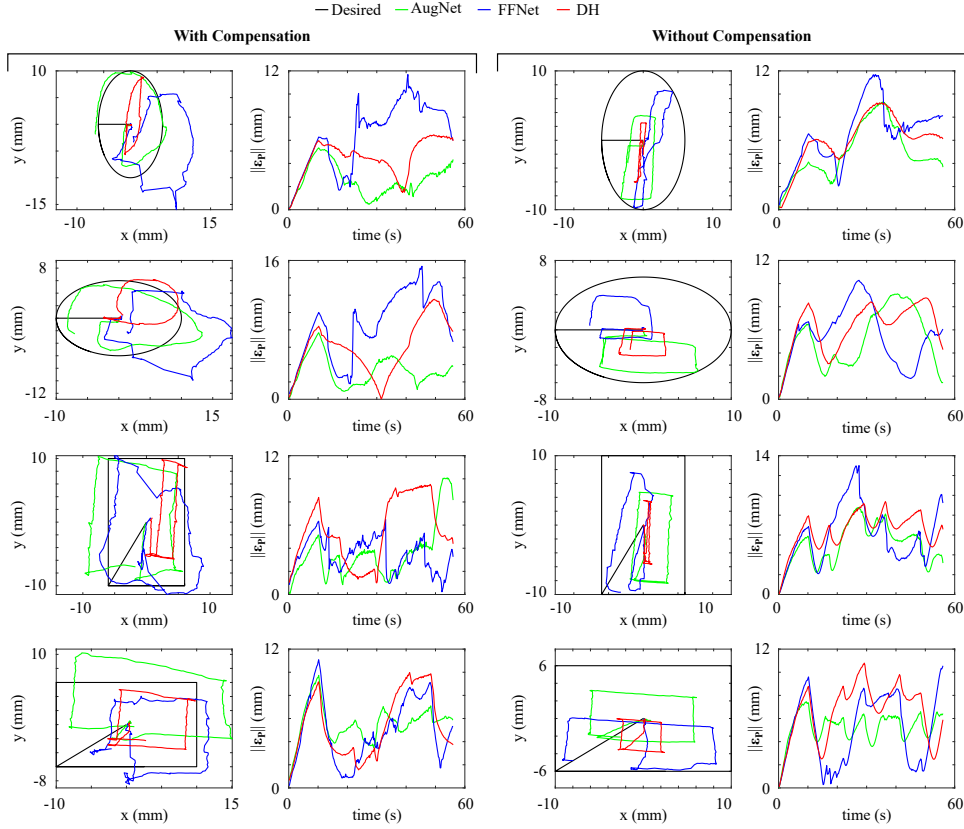 Desired AugNet FFNet DH
With Compensation Without Compensation
10 12 12
y (mm) ||εP|| (mm) y (mm) ||εP|| (mm)
-15 0 -10 0
-10 15 0 60 -10 10 0 60
x (mm) time (s) x (mm) time (s)
8 16 8 14
y (mm) ||εP|| (mm) y (mm) ||εP|| (mm)
-12 0 -8 0
-10 15 0 60 -10 10 0 60
x (mm) time (s) x (mm) time (s)
10 12 10 14
y (mm) ||εP|| (mm) y (mm) ||εP|| (mm)
-10 0 -10 0
-10 10 0 60 -10 10 0 60
x (mm) time (s) x (mm) time (s)
10 12 6 12
y (mm) ||εP|| (mm) y (mm) ||εP|| (mm)
-8 0 -6 0
-10 15 0 60 -10 10 0 60
x (mm) time (s) x (mm) time (s)